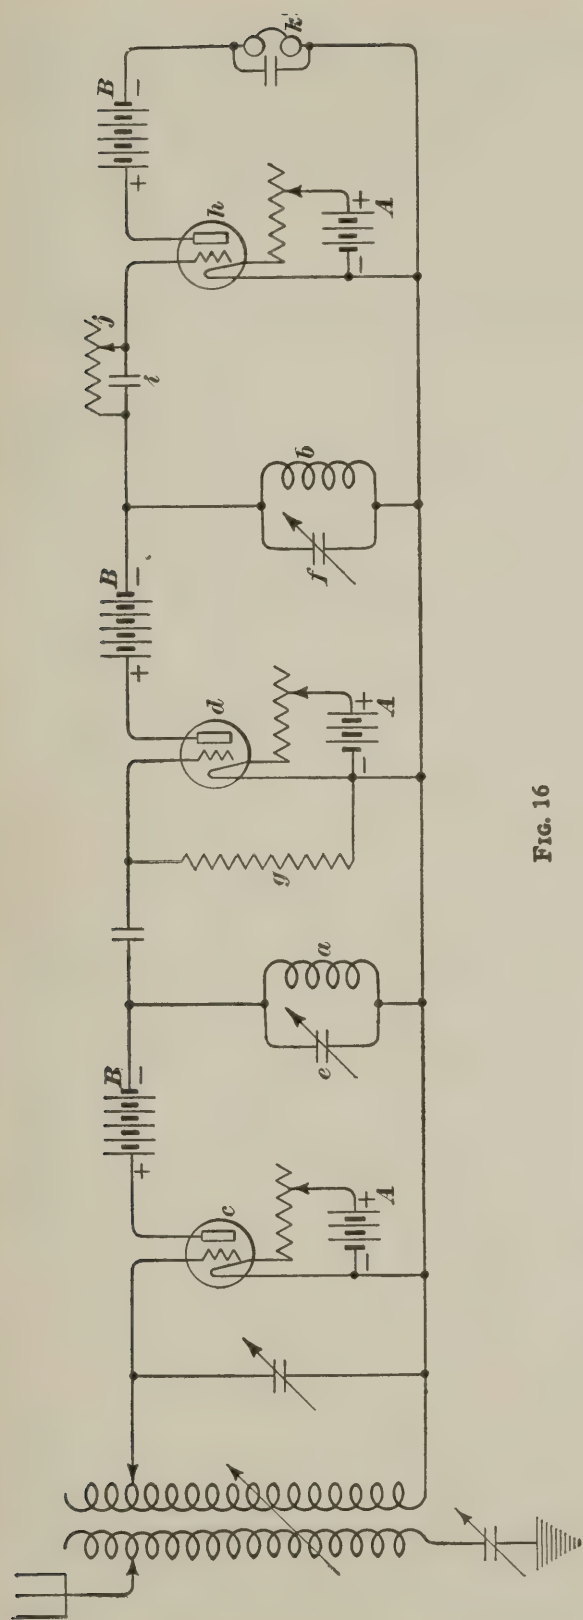 B B B
+ − + − + −
j
i
c d h
k
g
a b
e f
− + − + − +
A A A
FIG. 16